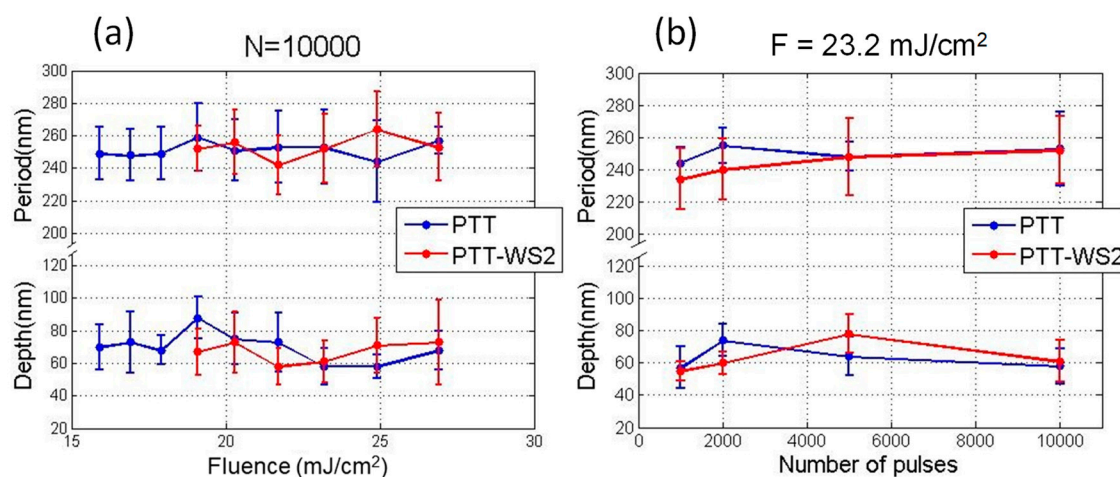 (a)
N=10000
Period(nm)
300
280
260
240
220
200
Depth(nm)
120
100
80
60
40
20
15
20
25
30
Fluence (mJ/cm²)
PTT
PTT-WS2
(b)
F = 23.2 mJ/cm²
Period(nm)
300
280
260
240
220
200
Depth(nm)
120
100
80
60
40
20
0
2000
4000
6000
8000
10000
Number of pulses
PTT
PTT-WS2